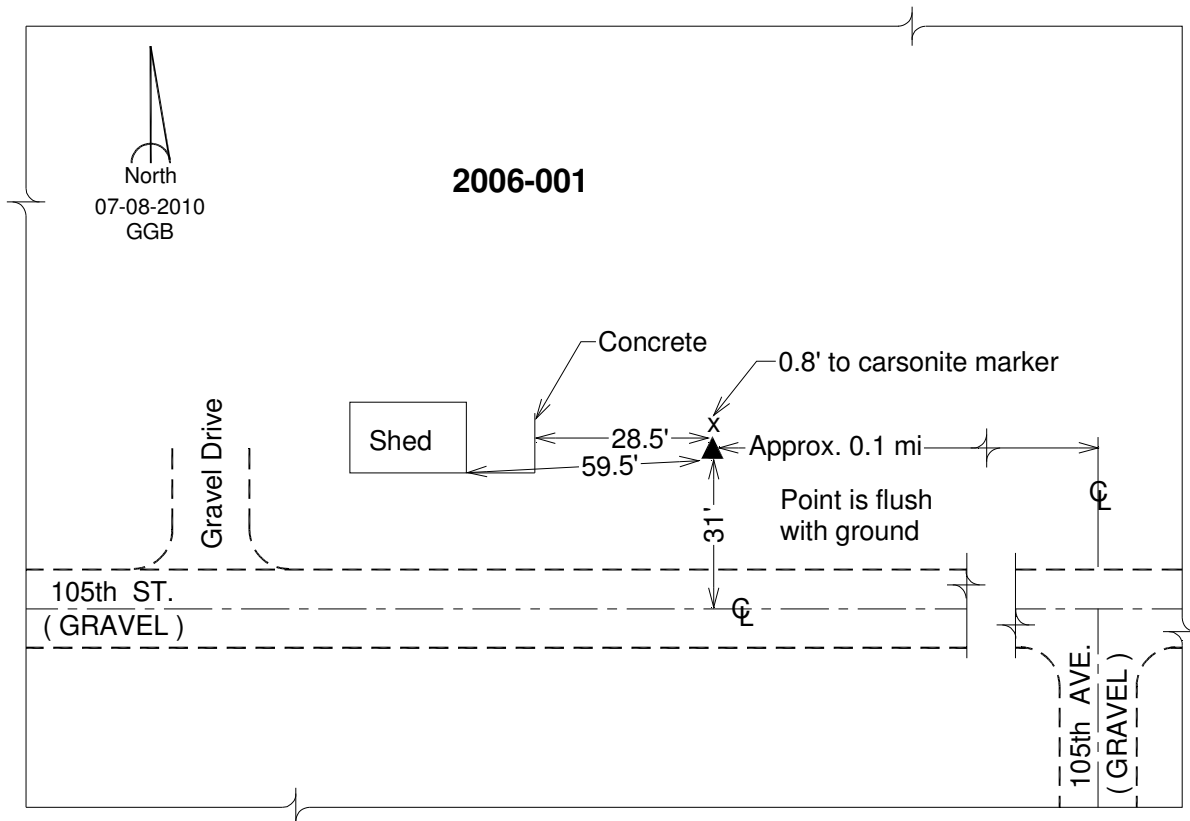 North
07-08-2010
GGB
2006-001
Concrete
0.8' to carsonite marker
x
Shed
28.5'
59.5'
Approx. 0.1 mi
Gravel Drive
31'
Point is flush
with ground
℄
105th ST.
( GRAVEL )
℄
105th AVE.
( GRAVEL )